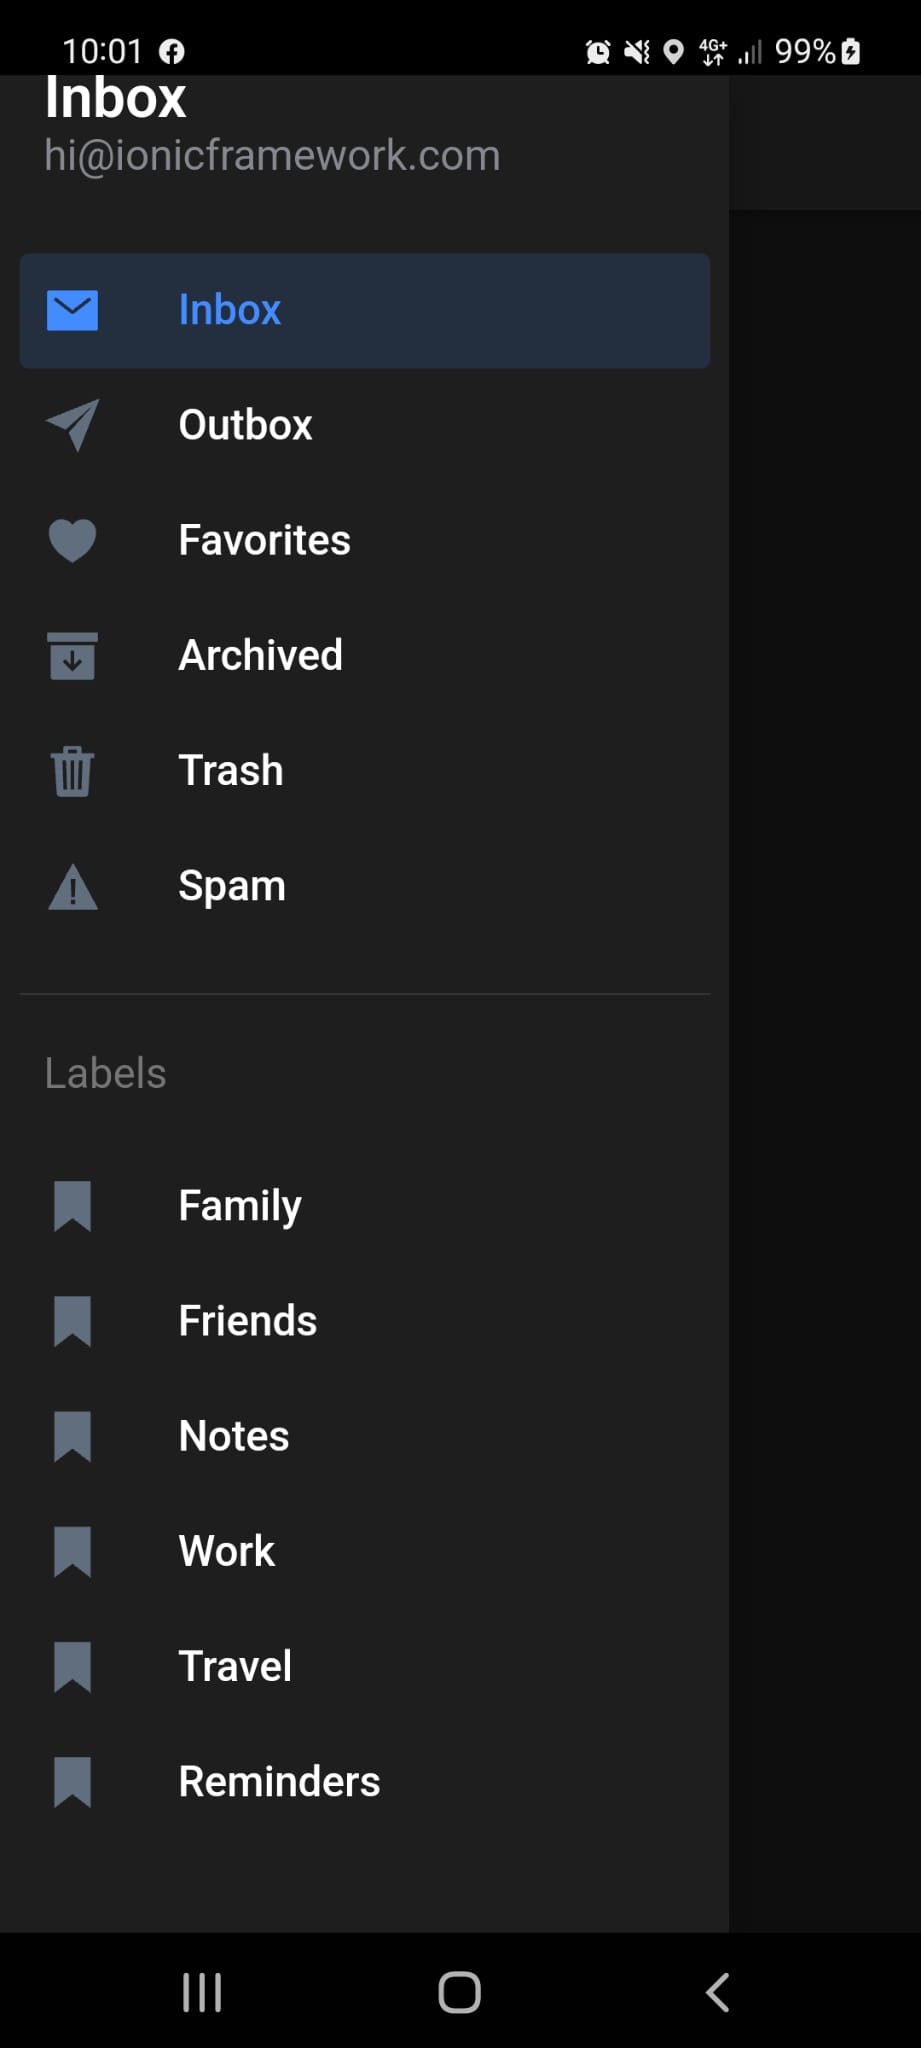 10:01 4G+ 99%
Inbox
hi@ionicframework.com
Inbox
Outbox
Favorites
Archived
Trash
Spam
Labels
Family
Friends
Notes
Work
Travel
Reminders